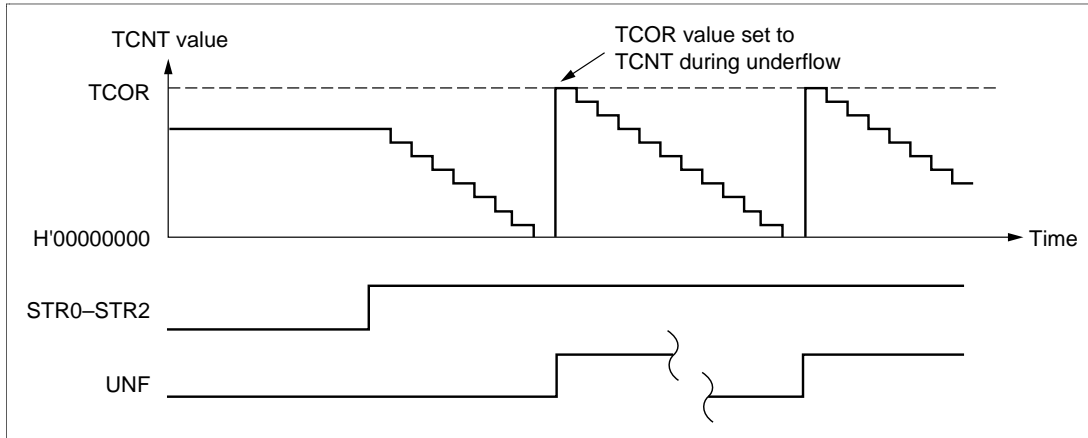 TCNT value
TCOR value set to
TCNT during underflow
TCOR
H'00000000
Time
STR0–STR2
UNF